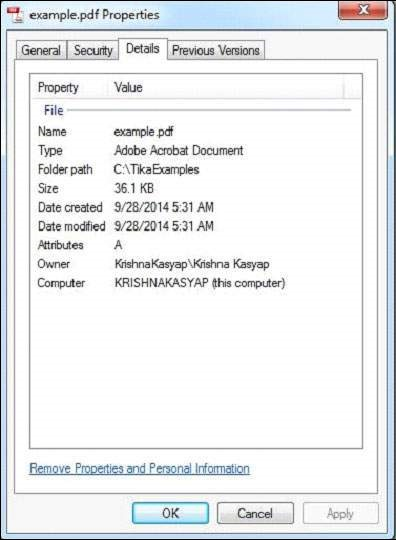 example.pdf Properties
General Security Details Previous Versions
Property Value
File
Name example.pdf
Type Adobe Acrobat Document
Folder path C:\TikaExamples
Size 36.1 KB
Date created 9/28/2014 5:31 AM
Date modified 9/28/2014 5:31 AM
Attributes A
Owner KrishnaKasyap\Krishna Kasyap
Computer KRISHNAKASYAP (this computer)
Remove Properties and Personal Information
OK Cancel Apply